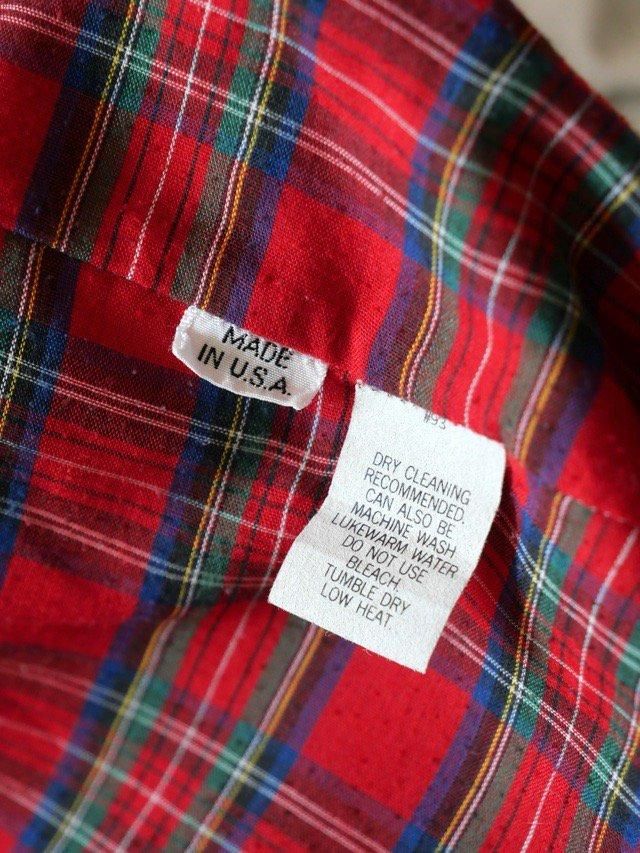 MADE
IN U.S.A.
#93
DRY CLEANING
RECOMMENDED.
CAN ALSO BE
MACHINE WASH
LUKEWARM WATER
DO NOT USE
BLEACH.
TUMBLE DRY
LOW HEAT.